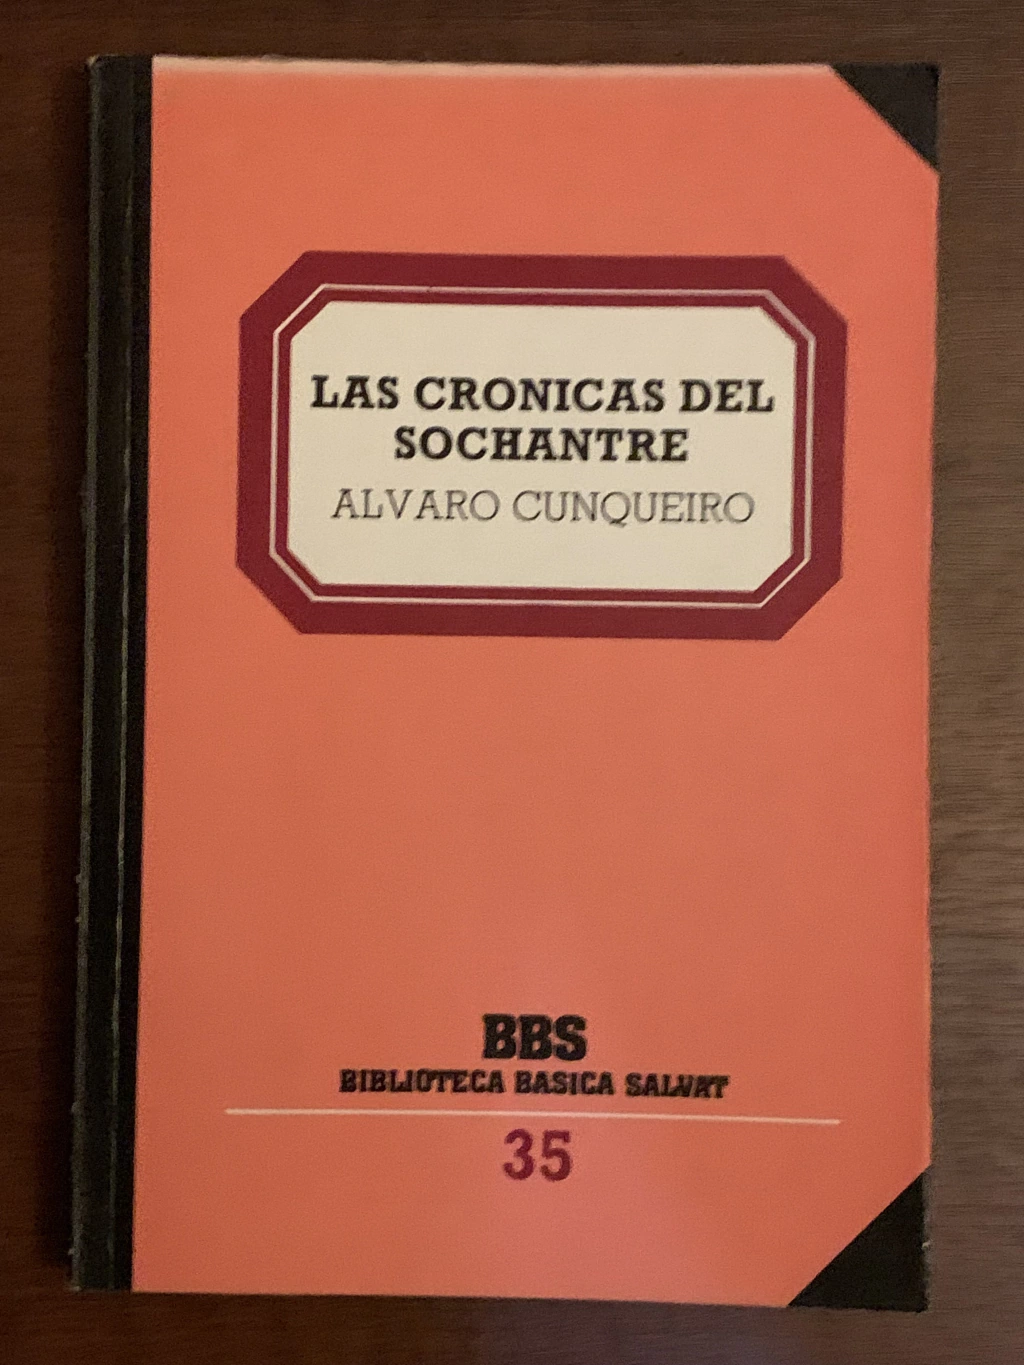 LAS CRONICAS DEL
SOCHANTRE
ALVARO CUNQUEIRO
BBS
BIBLIOTECA BASICA SALVAT
35